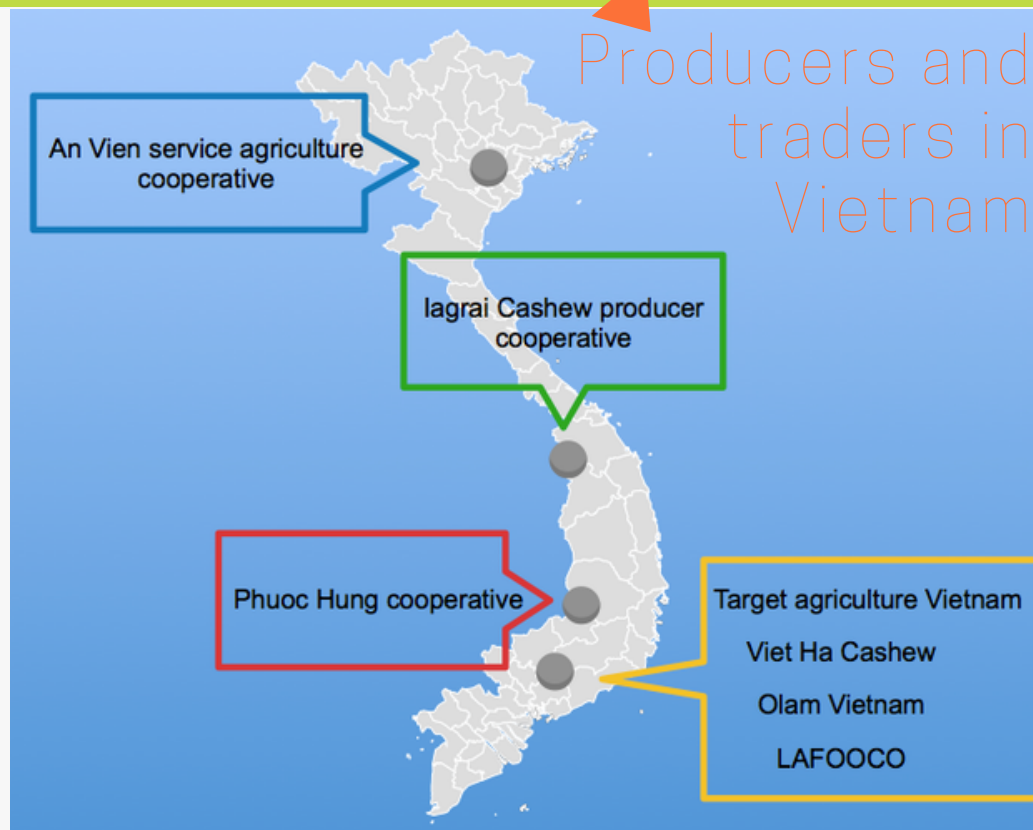 Producers and
traders in
Vietnam
An Vien service agriculture
cooperative
Iagrai Cashew producer
cooperative
Phuoc Hung cooperative
Target agriculture Vietnam
Viet Ha Cashew
Olam Vietnam
LAFOOCO